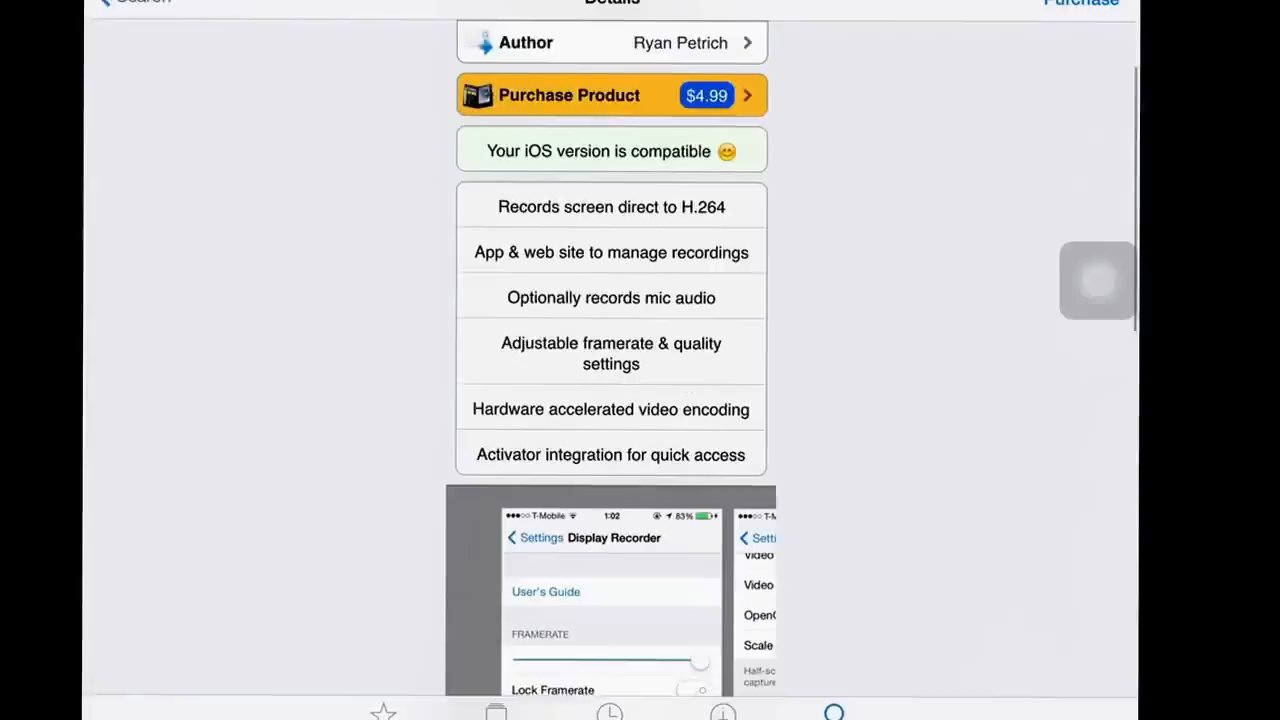 Search
Details
Purchase
Author
Ryan Petrich
Purchase Product
$4.99
Your iOS version is compatible 😊
Records screen direct to H.264
App & web site to manage recordings
Optionally records mic audio
Adjustable framerate & quality
settings
Hardware accelerated video encoding
Activator integration for quick access
T-Mobile
1:02
83%
Settings
Display Recorder
User's Guide
FRAMERATE
Lock Framerate
Video
Video
Scale